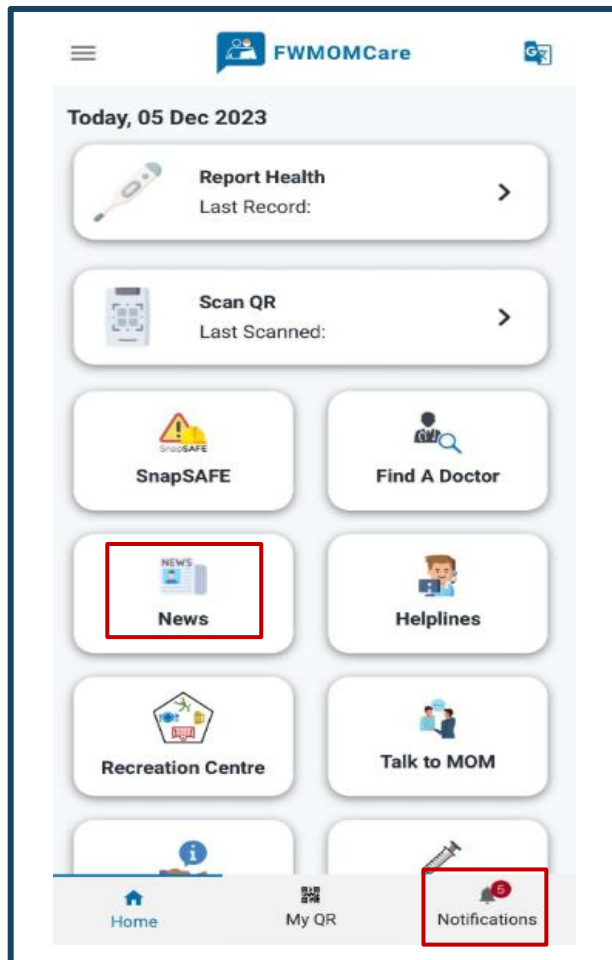 FWMOMCare
Today, 05 Dec 2023
Report Health
Last Record:
Scan QR
Last Scanned:
SnapSAFE
SnapSAFE
Find A Doctor
NEWS
News
Helplines
Recreation Centre
Talk to MOM
5
Home
My QR
Notifications